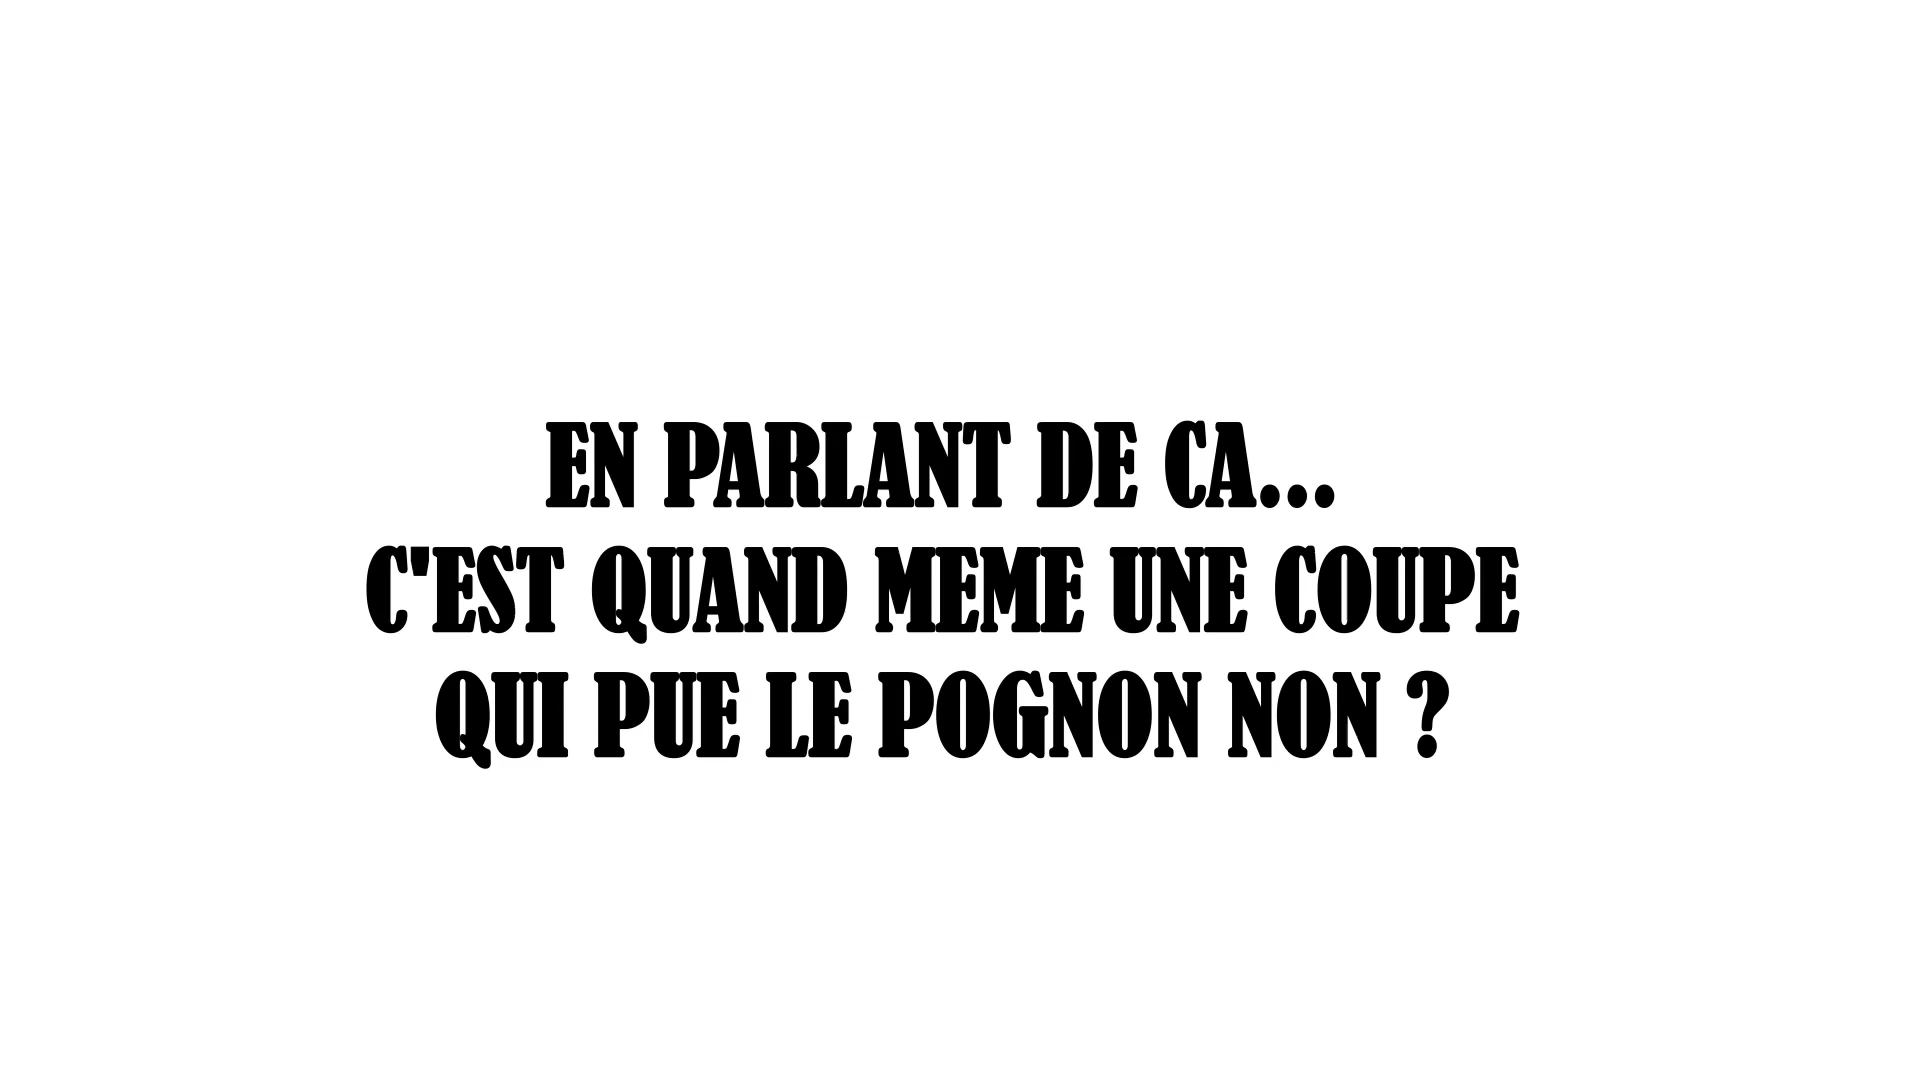 EN PARLANT DE CA...
C'EST QUAND MEME UNE COUPE
QUI PUE LE POGNON NON ?